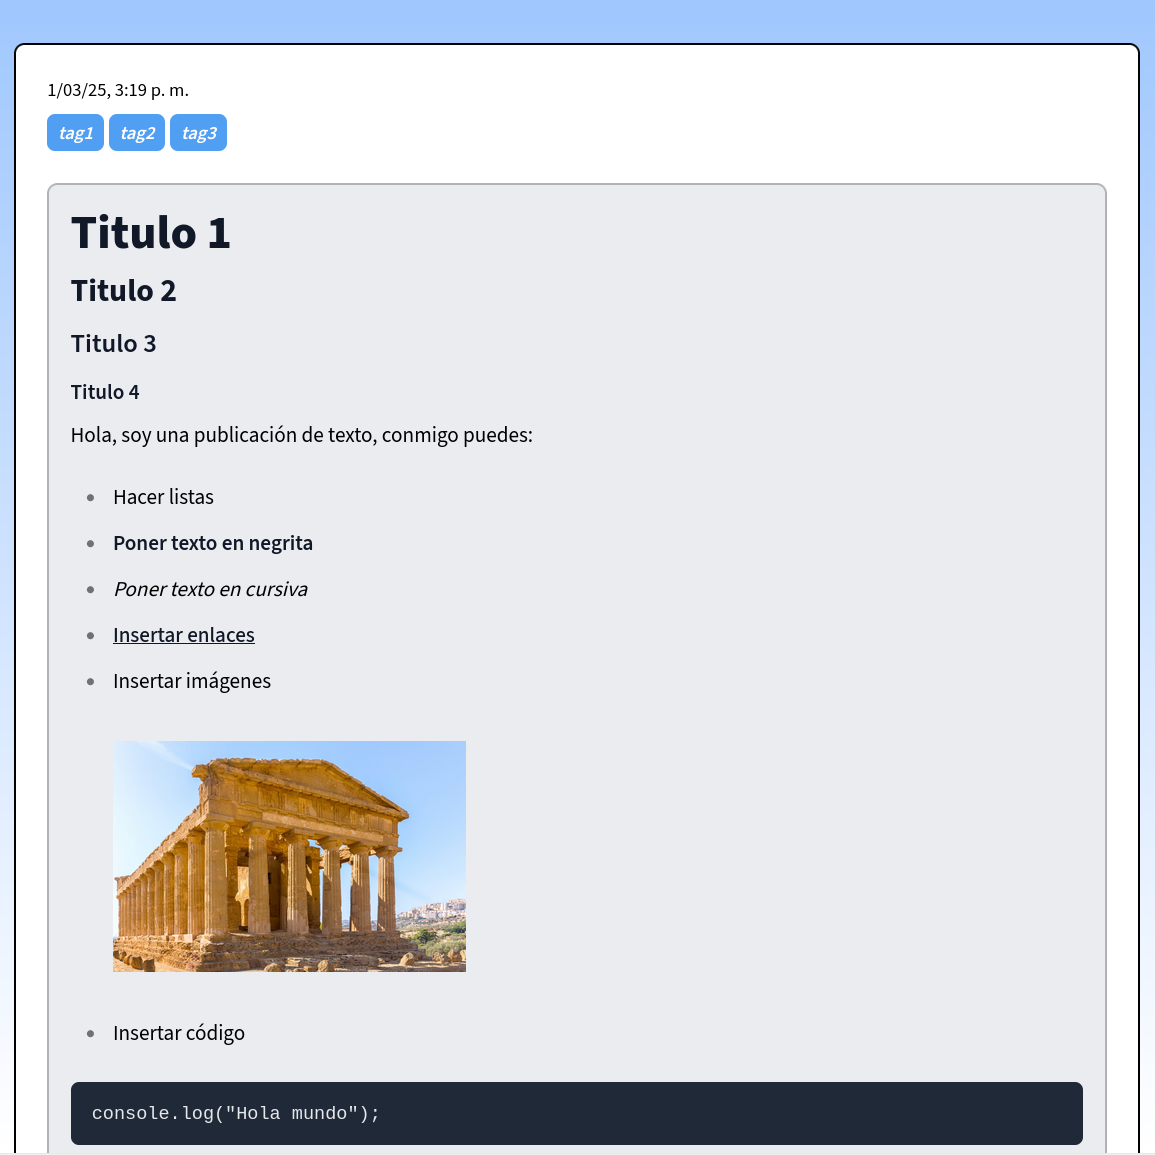 1/03/25, 3:19 p. m.
tag1 tag2 tag3
Titulo 1
Titulo 2
Titulo 3
Titulo 4
Hola, soy una publicación de texto, conmigo puedes:
Hacer listas
Poner texto en negrita
Poner texto en cursiva
Insertar enlaces
Insertar imágenes
Insertar código
console.log("Hola mundo");